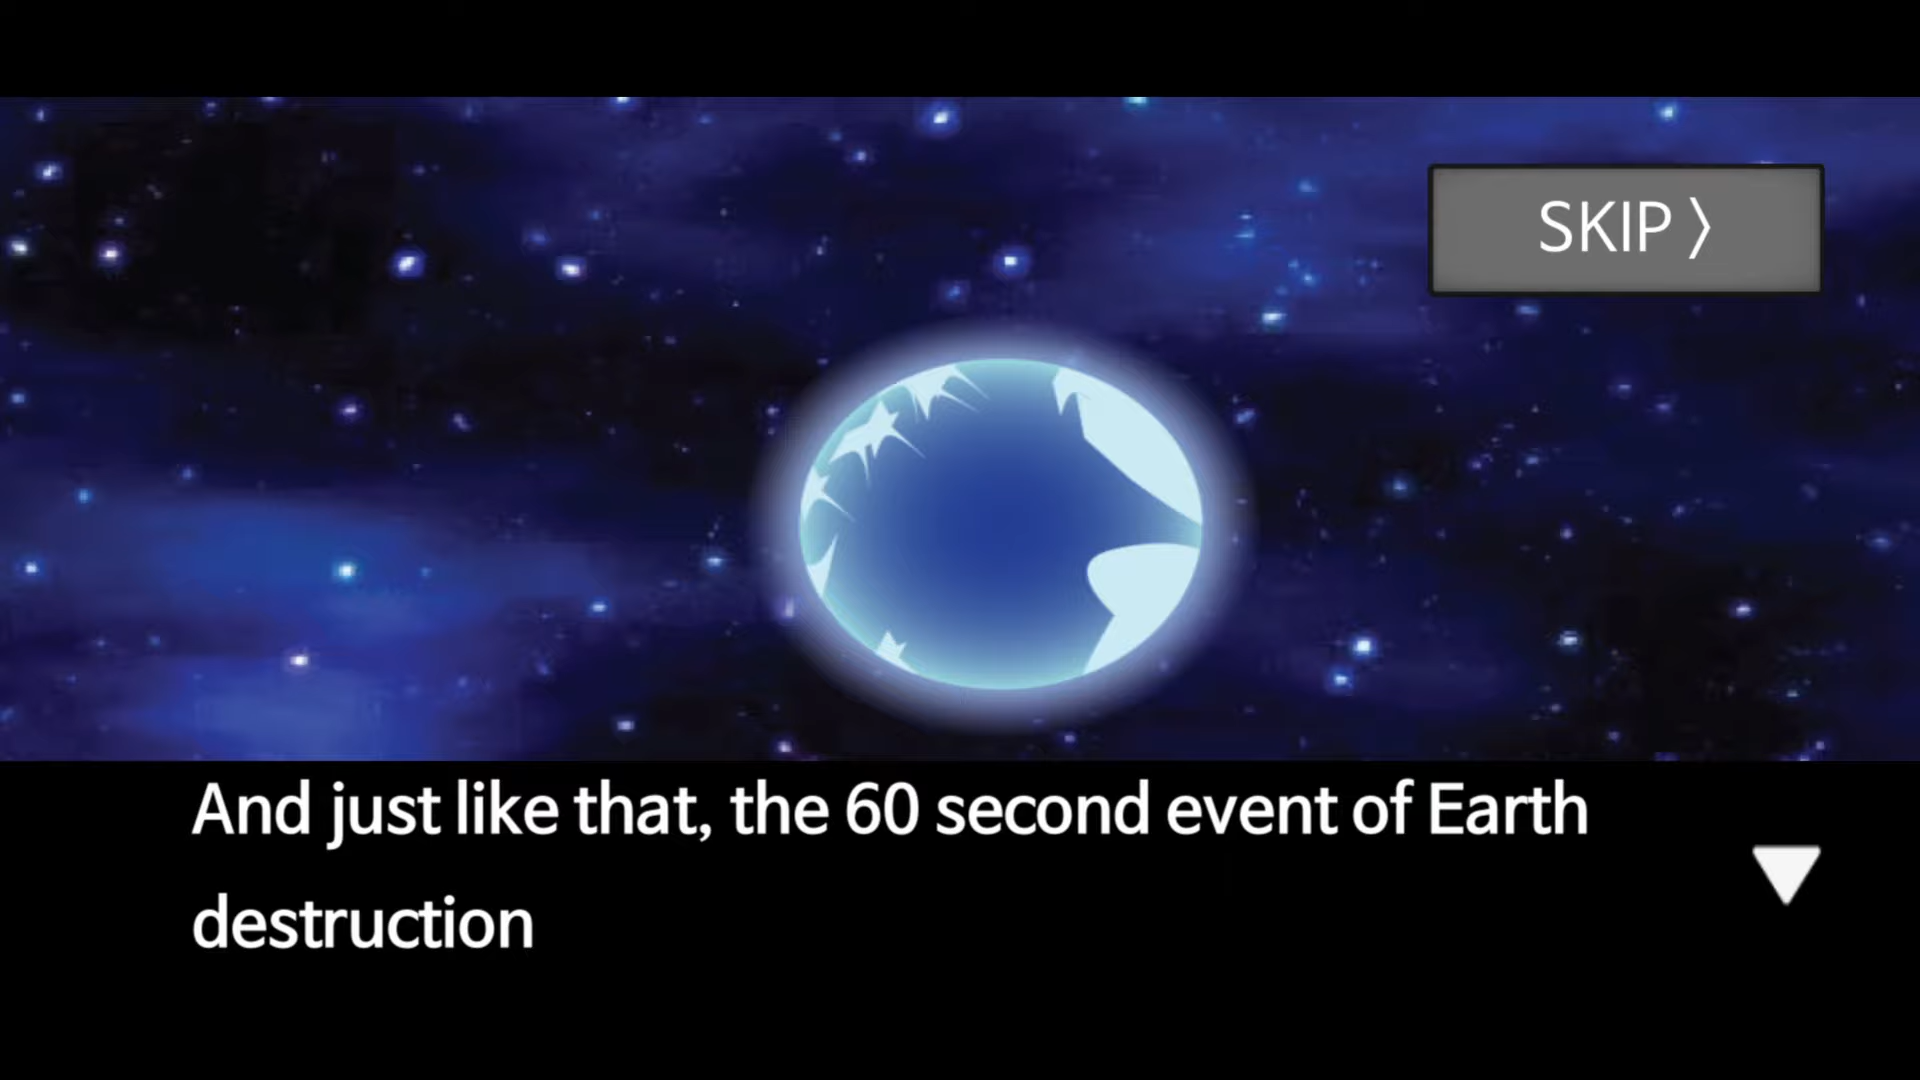 SKIP 〉
And just like that, the 60 second event of Earth
destruction